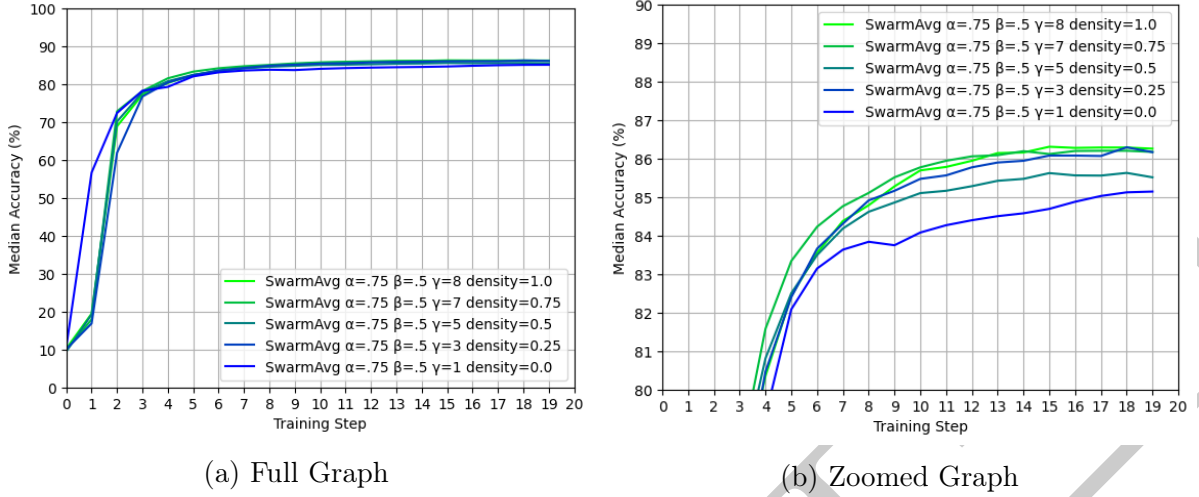 100
90
80
70
60
50
40
30
20
10
0
Median Accuracy (%)
SwarmAvg α=.75 β=.5 γ=8 density=1.0
SwarmAvg α=.75 β=.5 γ=7 density=0.75
SwarmAvg α=.75 β=.5 γ=5 density=0.5
SwarmAvg α=.75 β=.5 γ=3 density=0.25
SwarmAvg α=.75 β=.5 γ=1 density=0.0
0 1 2 3 4 5 6 7 8 9 10 11 12 13 14 15 16 17 18 19 20
Training Step
(a) Full Graph
90
89
88
87
86
85
84
83
82
81
80
Median Accuracy (%)
SwarmAvg α=.75 β=.5 γ=8 density=1.0
SwarmAvg α=.75 β=.5 γ=7 density=0.75
SwarmAvg α=.75 β=.5 γ=5 density=0.5
SwarmAvg α=.75 β=.5 γ=3 density=0.25
SwarmAvg α=.75 β=.5 γ=1 density=0.0
0 1 2 3 4 5 6 7 8 9 10 11 12 13 14 15 16 17 18 19 20
Training Step
(b) Zoomed Graph